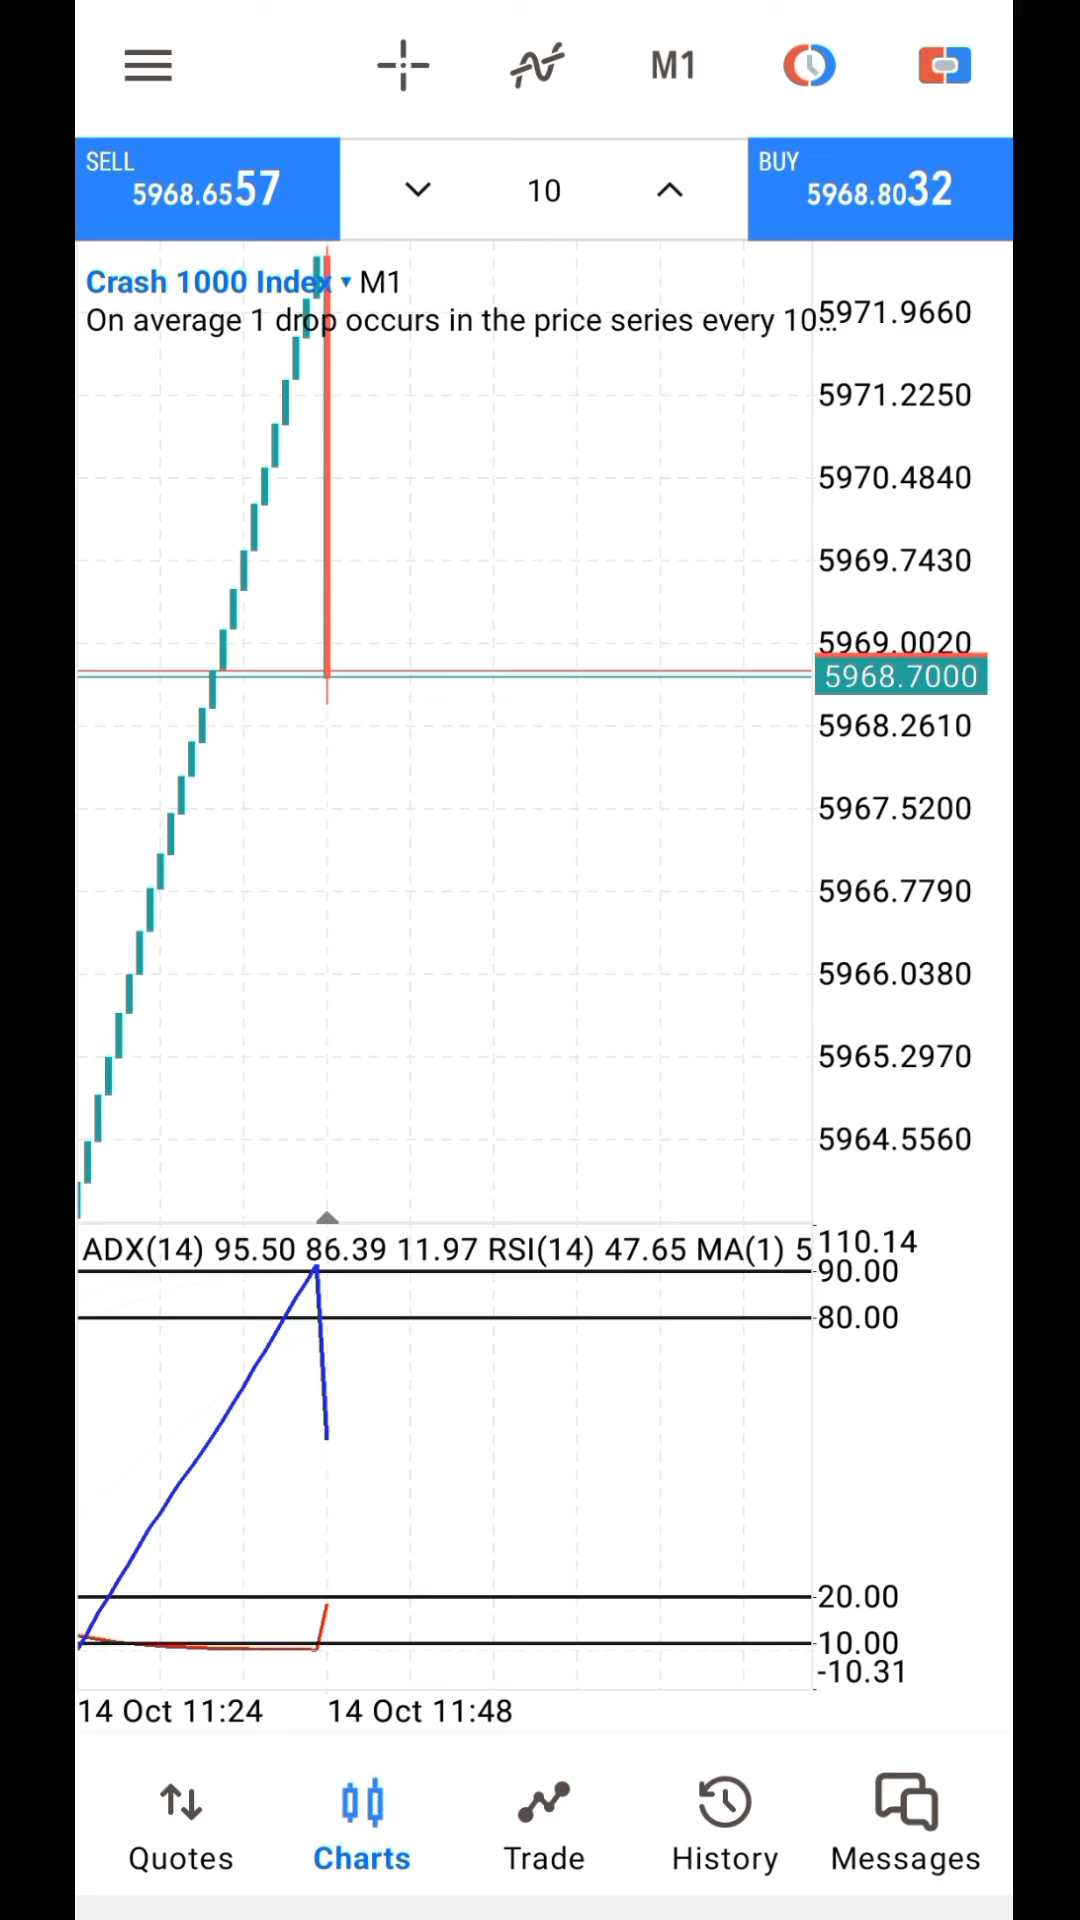 M1
SELL
5968.6557
10
BUY
5968.8032
Crash 1000 Index ▾ M1
On average 1 drop occurs in the price series every 10...
5971.9660
5971.2250
5970.4840
5969.7430
5969.0020
5968.7000
5968.2610
5967.5200
5966.7790
5966.0380
5965.2970
5964.5560
ADX(14) 95.50 86.39 11.97 RSI(14) 47.65 MA(1) 5
110.14
90.00
80.00
20.00
10.00
-10.31
14 Oct 11:24
14 Oct 11:48
Quotes
Charts
Trade
History
Messages